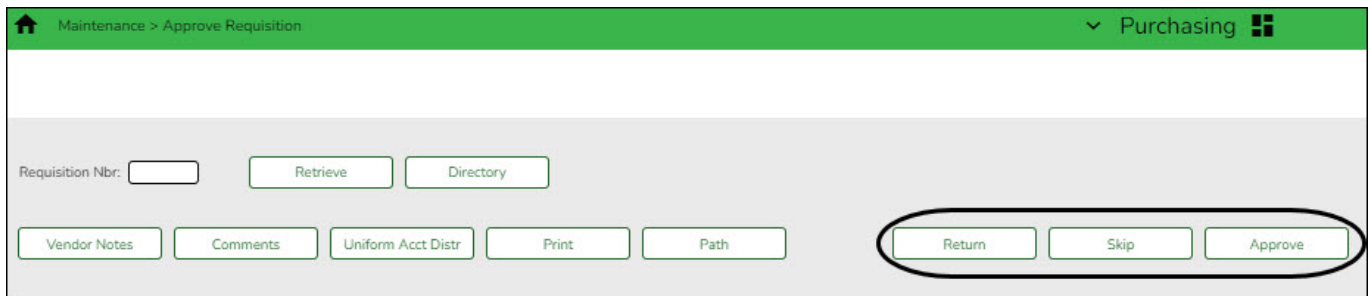 Maintenance > Approve Requisition Purchasing
Requisition Nbr: Retrieve Directory
Vendor Notes Comments Uniform Acct Distr Print Path Return Skip Approve